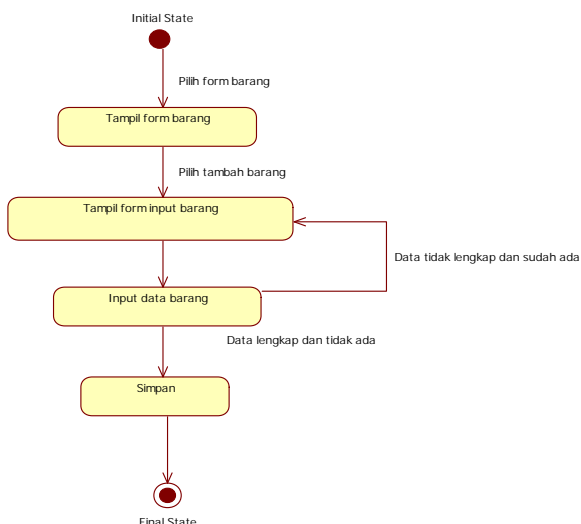 Initial State
Pilih form barang
Tampil form barang
Pilih tambah barang
Tampil form input barang
Data tidak lengkap dan sudah ada
Input data barang
Data lengkap dan tidak ada
Simpan
Final State